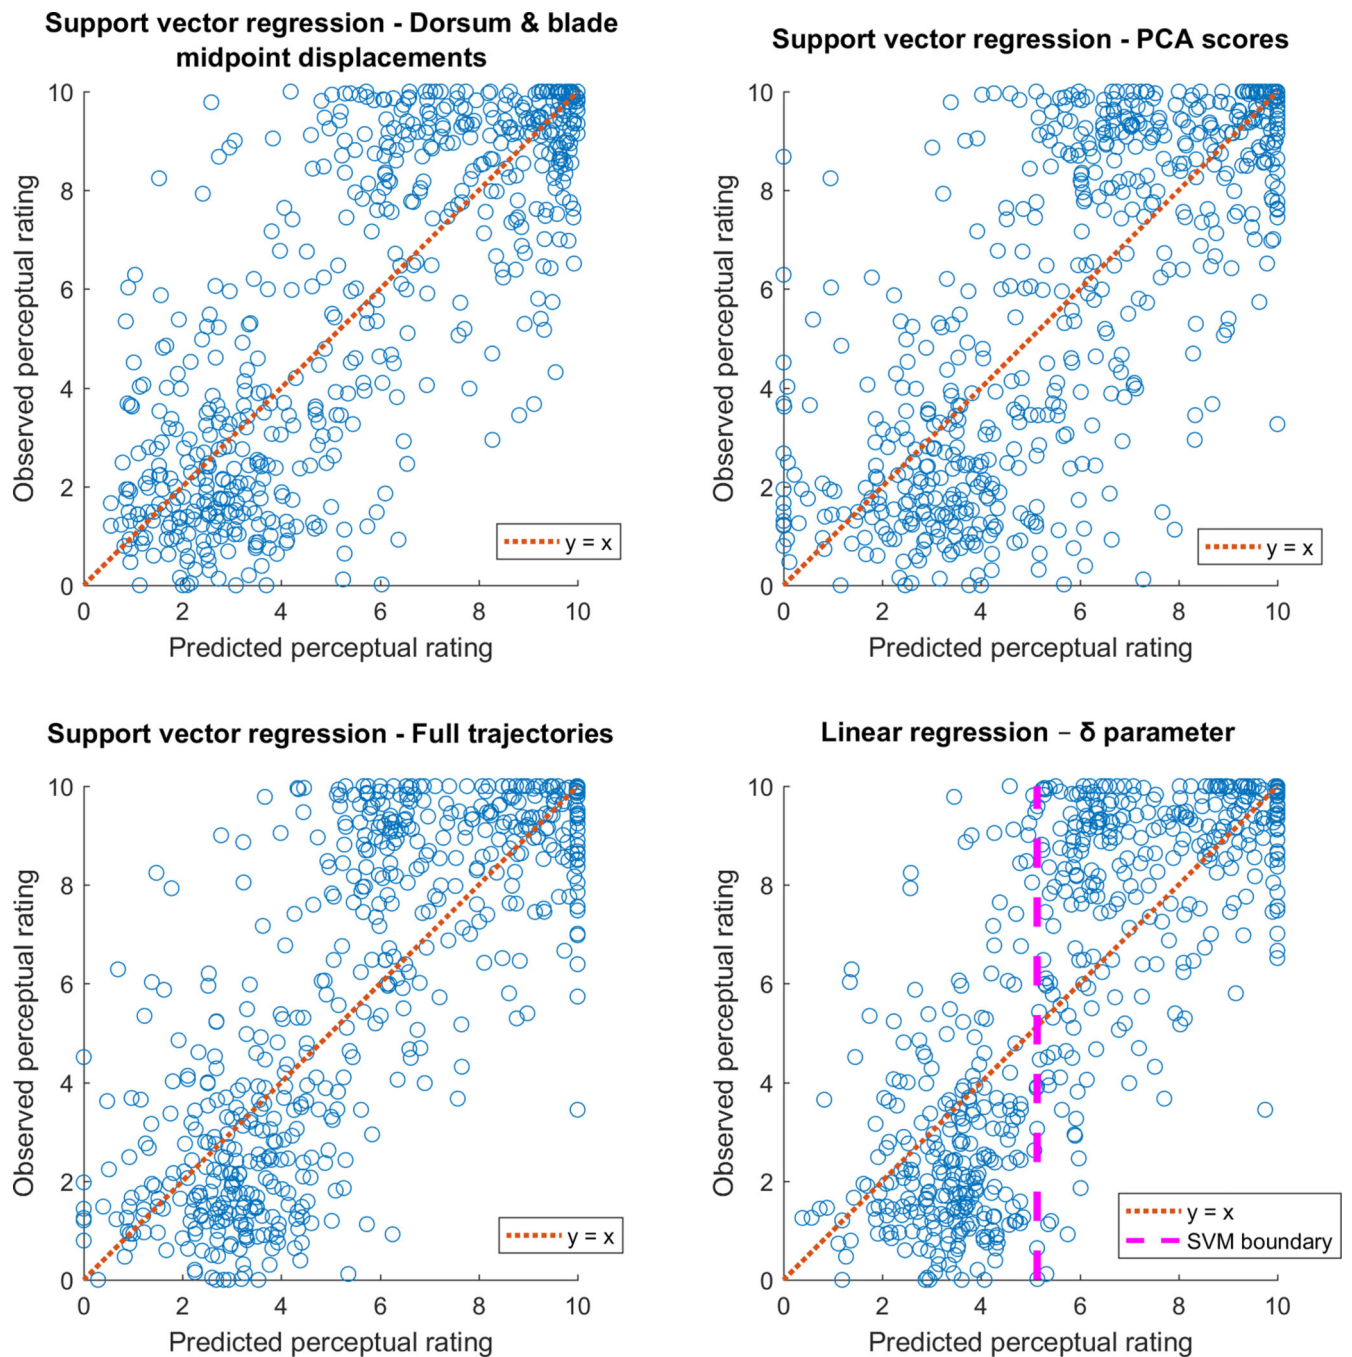 Support vector regression - Dorsum & blade
midpoint displacements
10
8
6
4
2
0
0 2 4 6 8 10
Observed perceptual rating
Predicted perceptual rating
y = x
Support vector regression - PCA scores
10
8
6
4
2
0
0 2 4 6 8 10
Observed perceptual rating
Predicted perceptual rating
y = x
Support vector regression - Full trajectories
10
8
6
4
2
0
0 2 4 6 8 10
Observed perceptual rating
Predicted perceptual rating
y = x
Linear regression – δ parameter
10
8
6
4
2
0
0 2 4 6 8 10
Observed perceptual rating
Predicted perceptual rating
y = x
SVM boundary